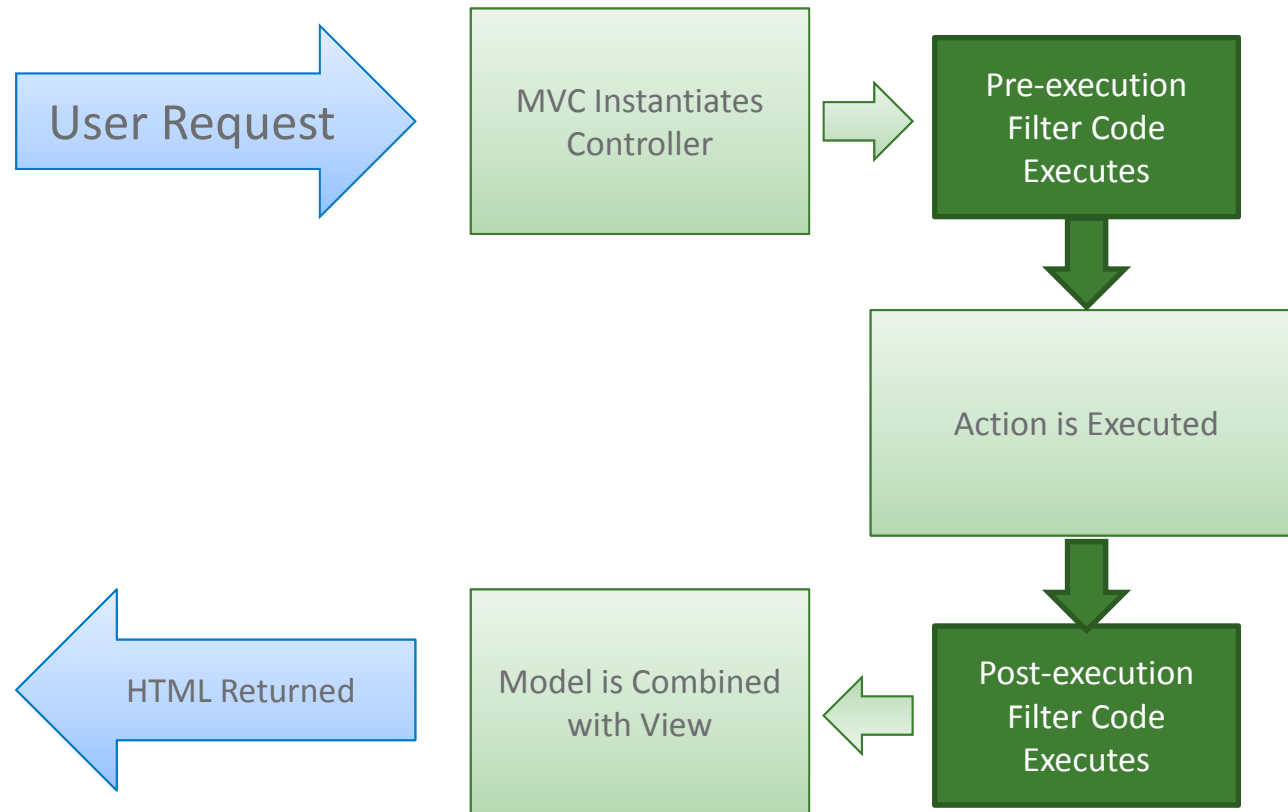 User Request
MVC Instantiates
Controller
Pre-execution
Filter Code
Executes
Action is Executed
Post-execution
Filter Code
Executes
Model is Combined
with View
HTML Returned